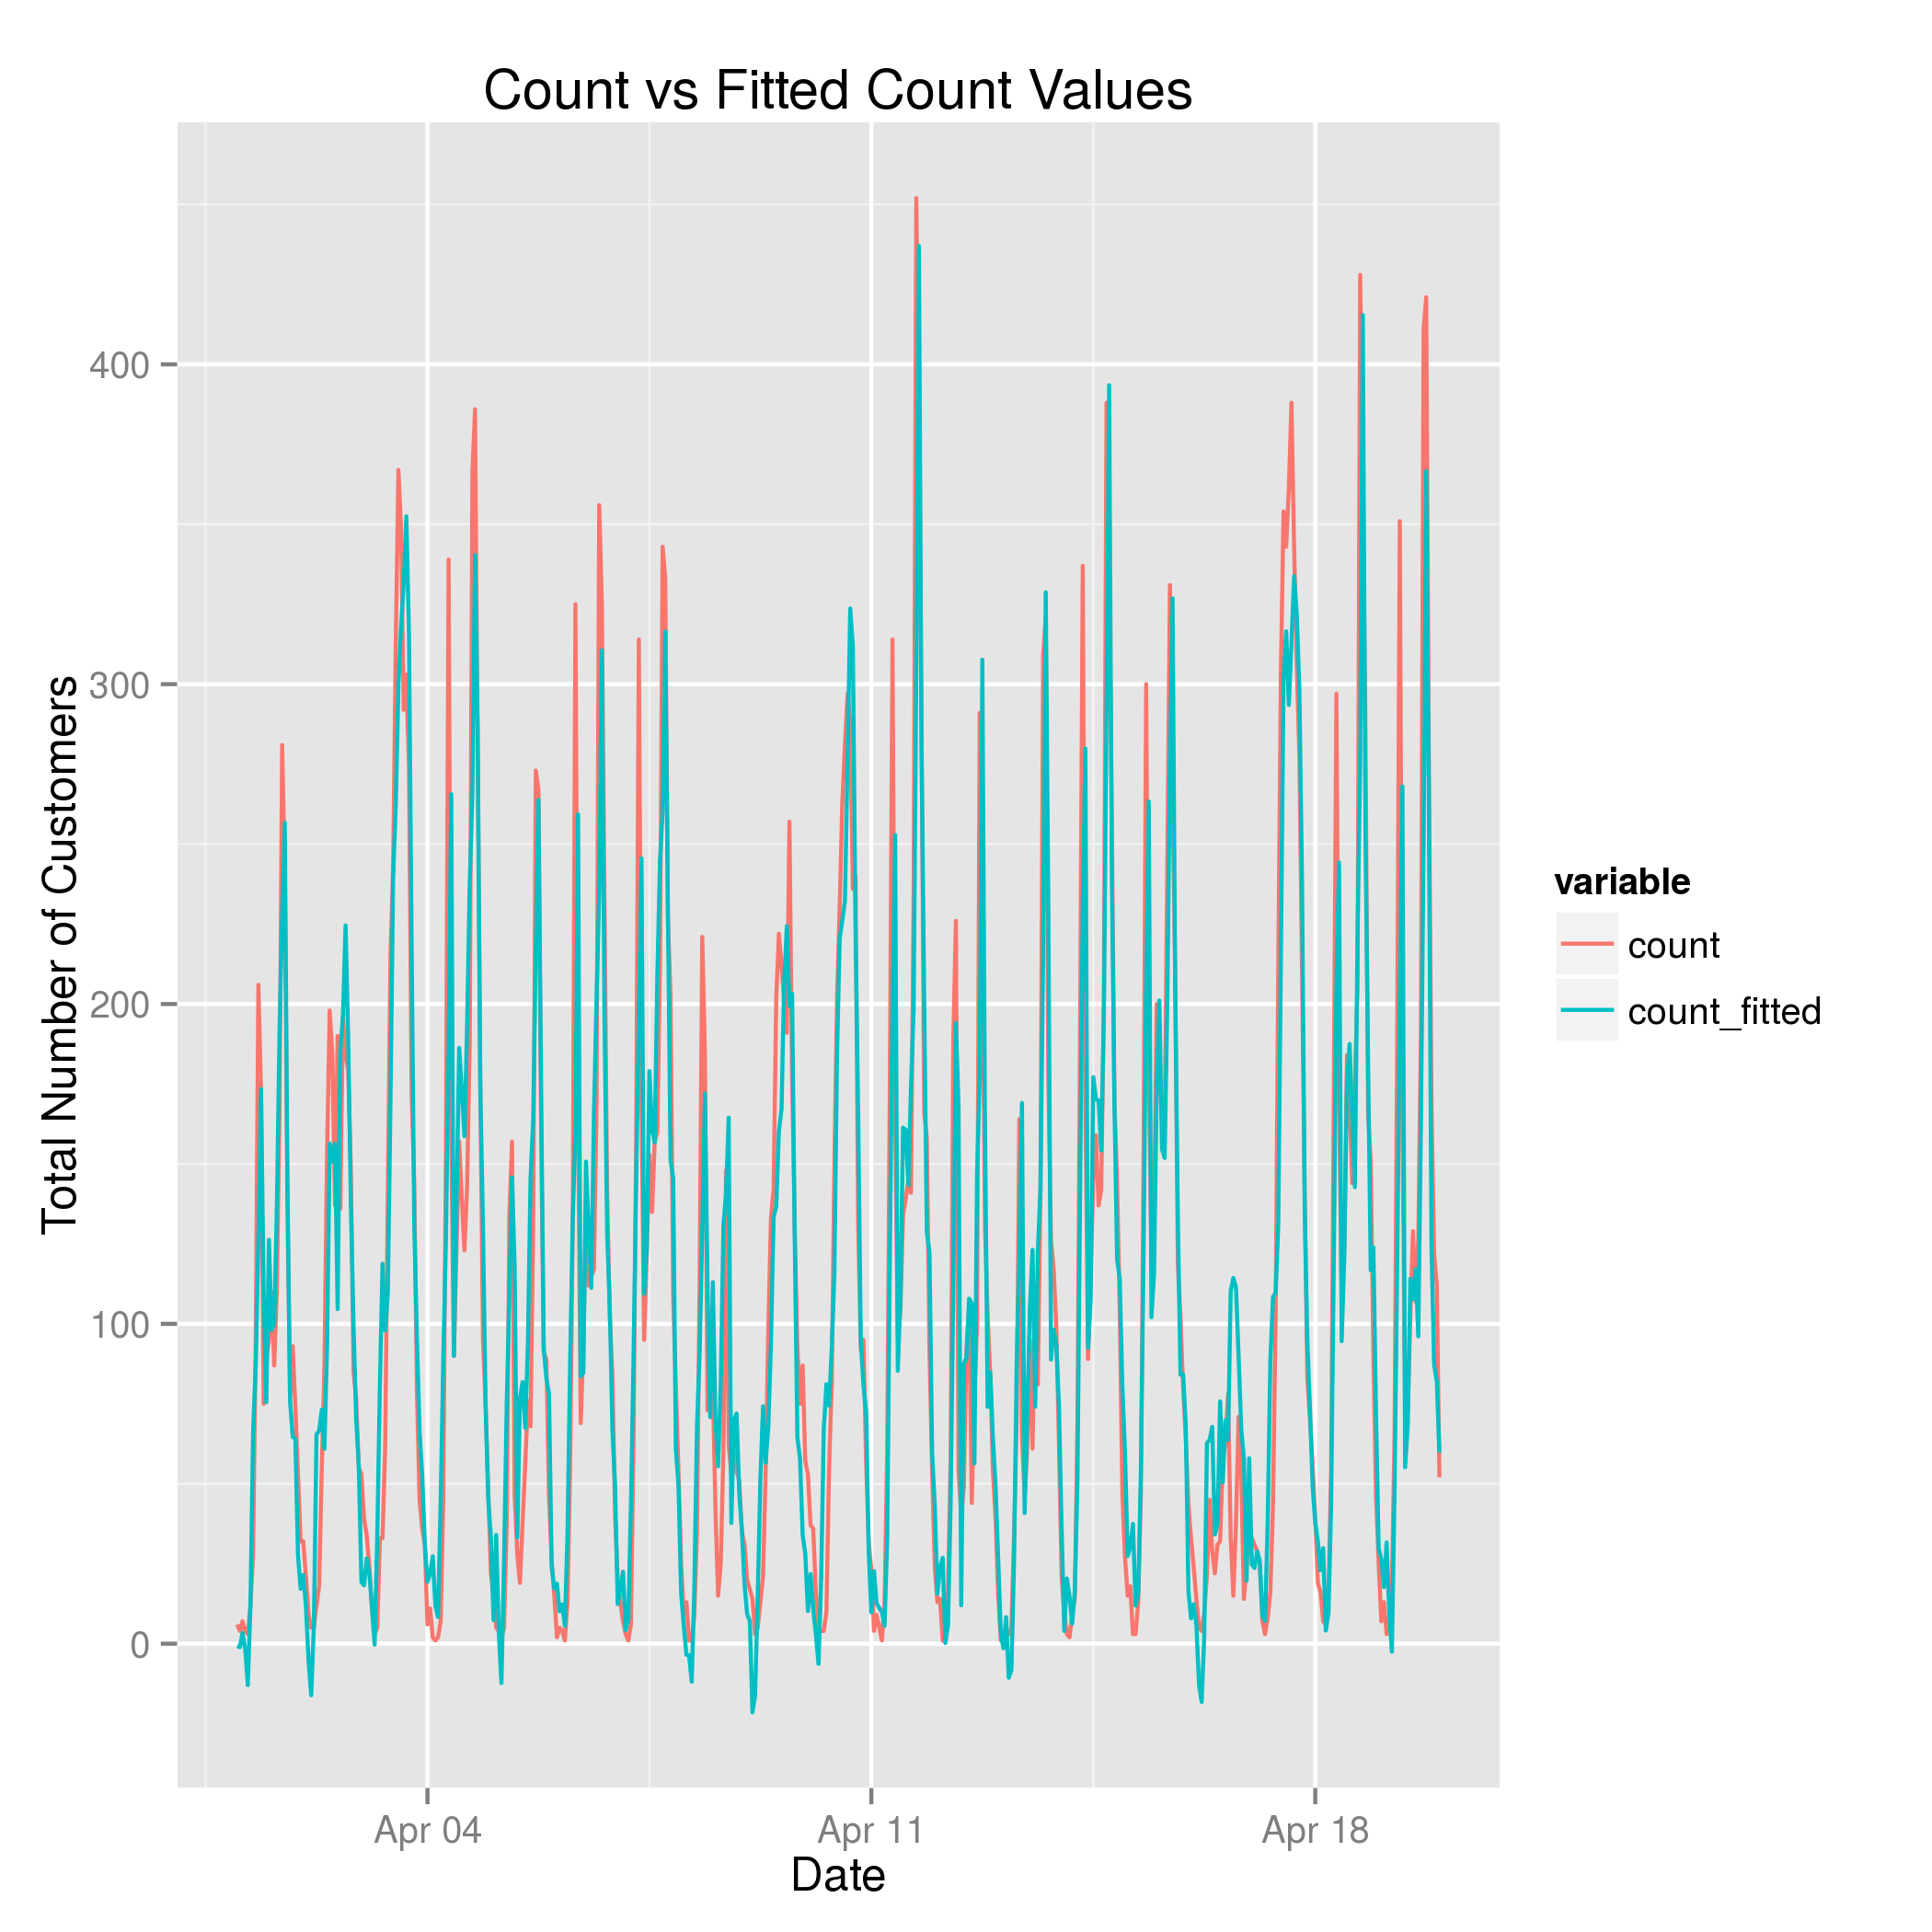 Count vs Fitted Count Values
Total Number of Customers
400
300
200
100
0
Apr 04
Apr 11
Apr 18
Date
variable
count
count_fitted